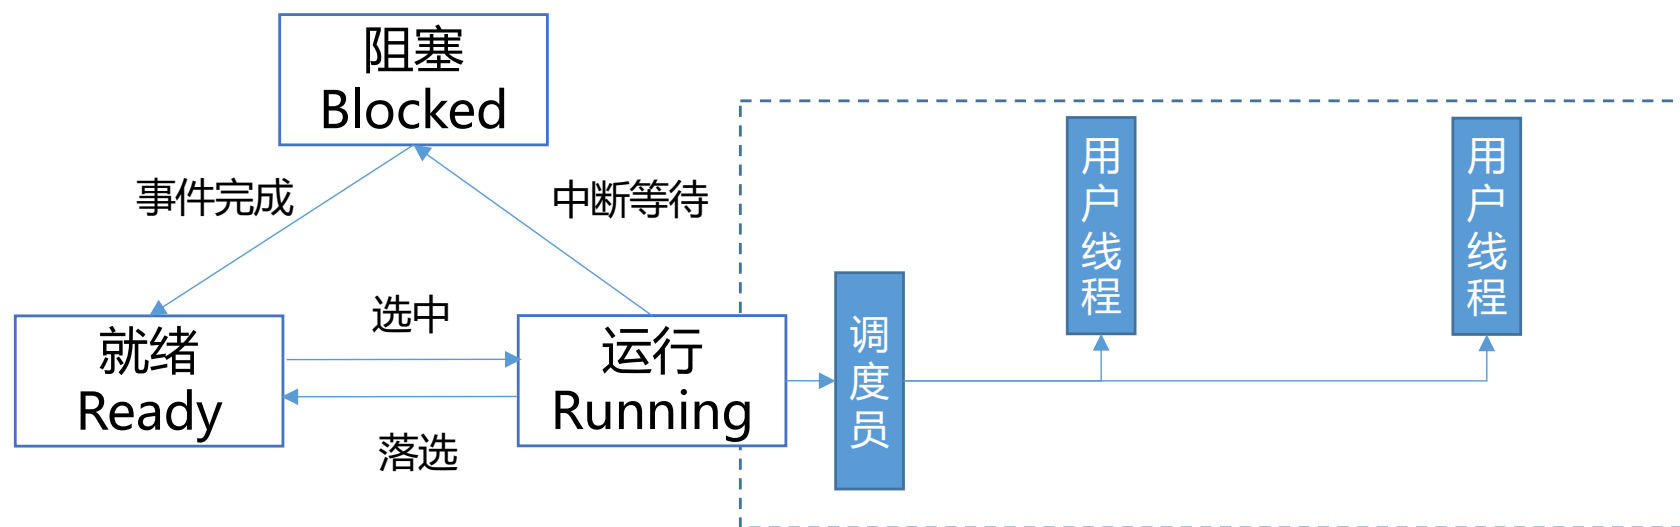 阻塞
Blocked
事件完成
中断等待
选中
就绪
Ready
运行
Running
落选
调度员
用户线程
用户线程